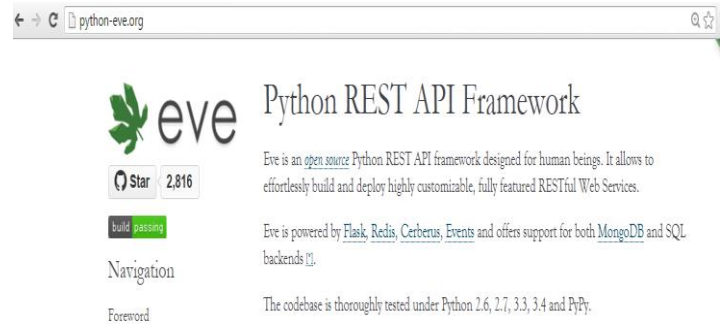 python-eve.org
eve
Star 2,816
build passing
Navigation
Foreword
Python REST API Framework
Eve is an open source Python REST API framework designed for human beings. It allows to
effortlessly build and deploy highly customizable, fully featured RESTful Web Services.
Eve is powered by Flask, Redis, Cerberus, Events and offers support for both MongoDB and SQL
backends [*].
The codebase is thoroughly tested under Python 2.6, 2.7, 3.3, 3.4 and PyPy.